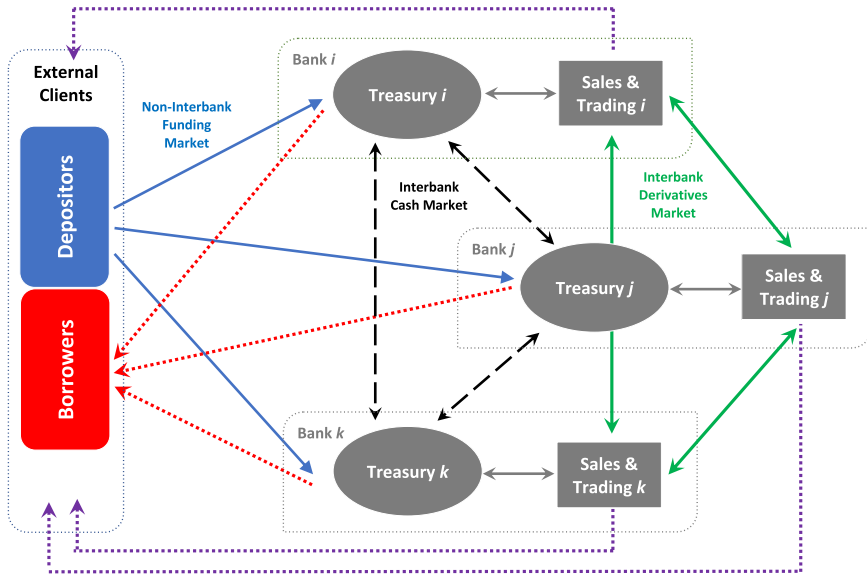 External
Clients
Depositors
Borrowers
Non-Interbank
Funding
Market
Bank i
Treasury i
Sales &
Trading i
Interbank
Cash Market
Interbank
Derivatives
Market
Bank j
Treasury j
Sales &
Trading j
Bank k
Treasury k
Sales &
Trading k